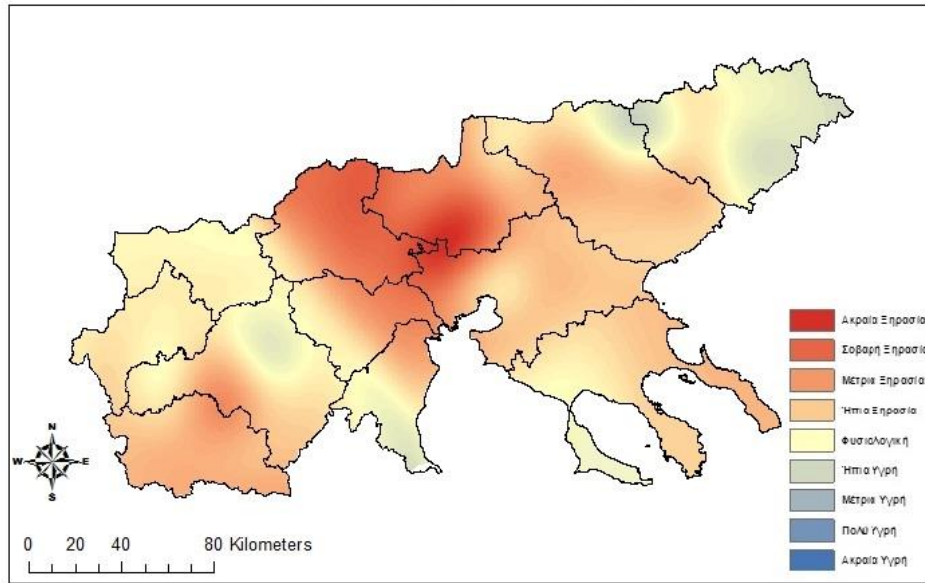 Ακραία Ξηρασία
Σοβαρή Ξηρασία
Μέτρια Ξηρασία
Ήπια Ξηρασία
Φυσιολογική
Ήπια Υγρή
Μέτρια Υγρή
Πολύ Υγρή
Ακραία Υγρή
N
W E
S
0 20 40 80 Kilometers